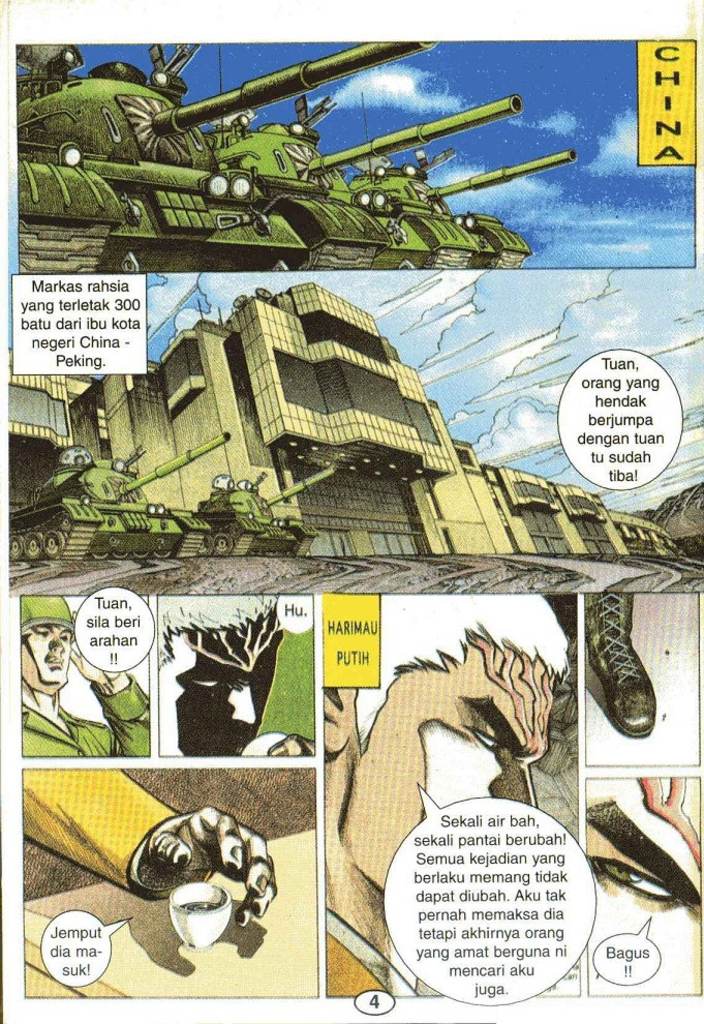 CHINA
Markas rahsia
yang terletak 300
batu dari ibu kota
negeri China -
Peking.
Tuan,
orang yang
hendak
berjumpa
dengan tuan
tu sudah
tiba!
Tuan,
sila beri
arahan
!!
Hu.
HARIMAU
PUTIH
Sekali air bah,
sekali pantai berubah!
Semua kejadian yang
berlaku memang tidak
dapat diubah. Aku tak
pernah memaksa dia
tetapi akhirnya orang
yang amat berguna ni
mencari aku
juga.
Jemput
dia ma-
suk!
Bagus
!!
4